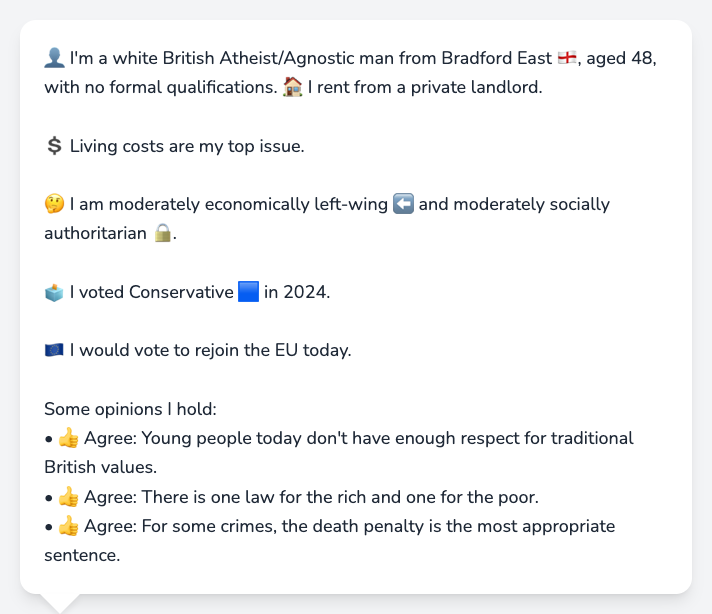 👤 I'm a white British Atheist/Agnostic man from Bradford East 🏴󠁧󠁢󠁥󠁮󠁧󠁿, aged 48,
with no formal qualifications. 🏠 I rent from a private landlord.
💲 Living costs are my top issue.
🤔 I am moderately economically left-wing ⬅️ and moderately socially
authoritarian 🔒.
🗳️ I voted Conservative 🟦 in 2024.
🇪🇺 I would vote to rejoin the EU today.
Some opinions I hold:
• 👍 Agree: Young people today don't have enough respect for traditional
British values.
• 👍 Agree: There is one law for the rich and one for the poor.
• 👍 Agree: For some crimes, the death penalty is the most appropriate
sentence.